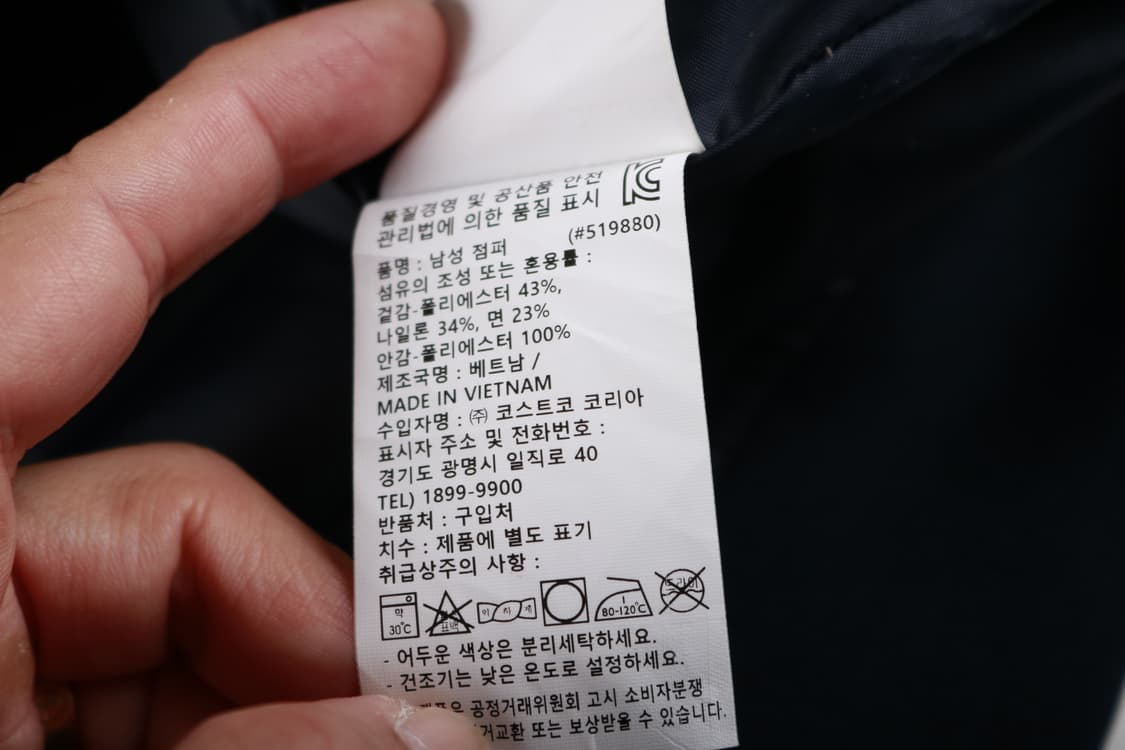 품질경영 및 공산품 안전
관리법에 의한 품질 표시
품명 : 남성 점퍼 (#519880)
섬유의 조성 또는 혼용률 :
겉감-폴리에스터 43%,
나일론 34%, 면 23%
안감-폴리에스터 100%
제조국명 : 베트남 /
MADE IN VIETNAM
수입자명 : ㈜ 코스트코 코리아
표시자 주소 및 전화번호 :
경기도 광명시 일직로 40
TEL) 1899-9900
반품처 : 구입처
치수 : 제품에 별도 표기
취급상주의 사항 :
약 30℃ 표백 80-120℃ 드라이
- 어두운 색상은 분리세탁하세요.
- 건조기는 낮은 온도로 설정하세요.
공정거래위원회 고시 소비자분쟁
또는 보상받을 수 있습니다.